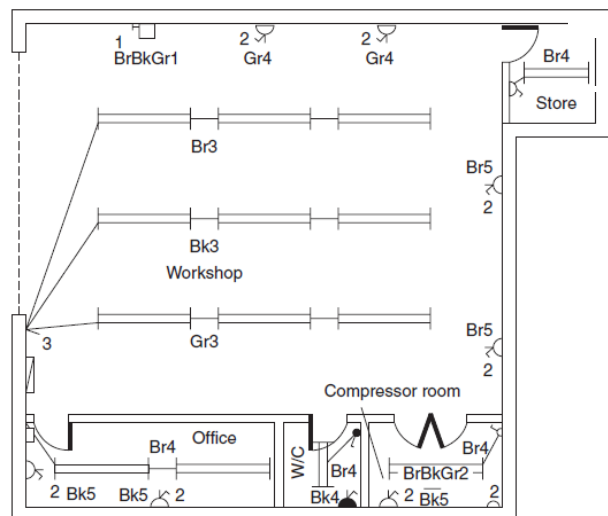 1
BrBkGr1
2
Gr4
2
Gr4
Br4
Store
Br3
Br5
2
Bk3
Workshop
3
Gr3
Br5
2
Compressor room
Office
Br4
W/C
Br4
Br4
BrBkGr2
2
Bk5
Bk5
2
Bk4
2
Bk5
2